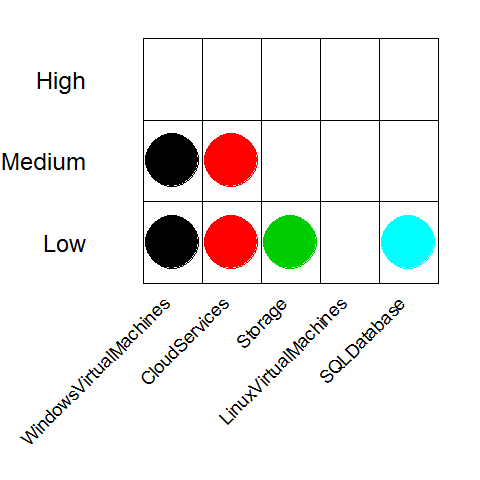 High
Medium
Low
WindowsVirtualMachines
CloudServices
Storage
LinuxVirtualMachines
SQLDatabase